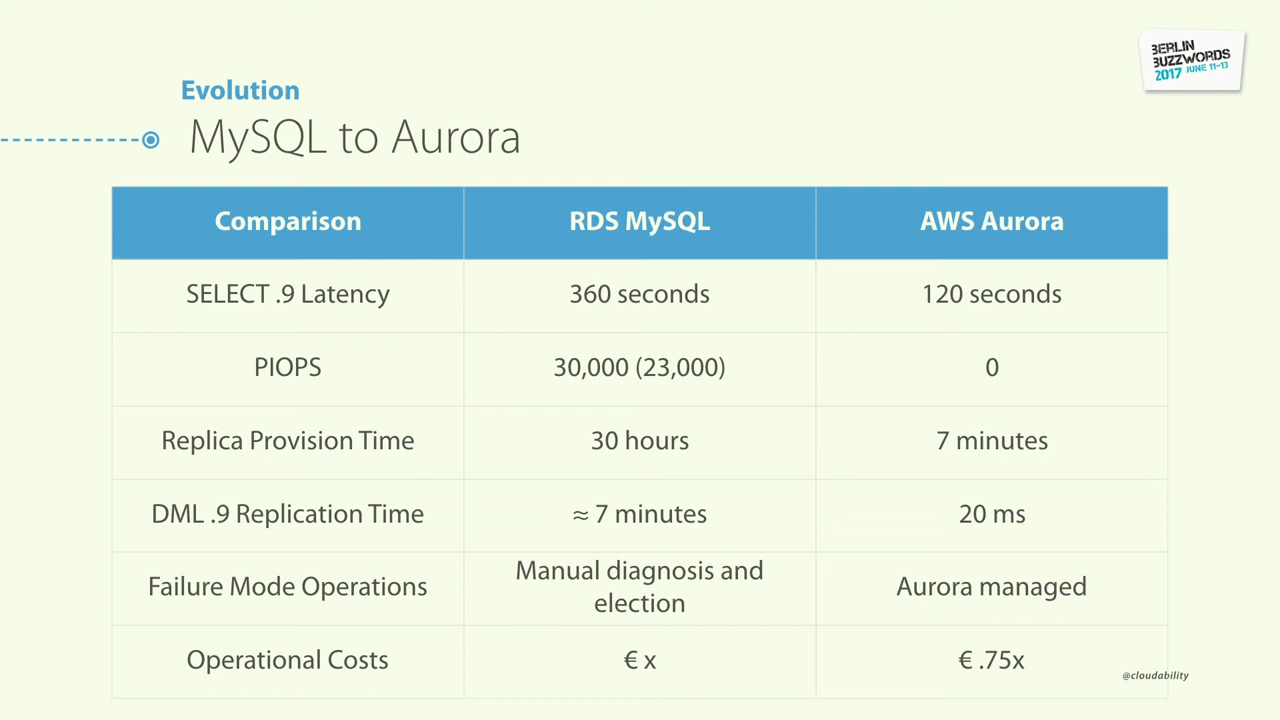 BERLIN
BUZZWORDS
2017 JUNE 11-13
Evolution
MySQL to Aurora
Comparison RDS MySQL AWS Aurora
SELECT .9 Latency 360 seconds 120 seconds
PIOPS 30,000 (23,000) 0
Replica Provision Time 30 hours 7 minutes
DML .9 Replication Time ≈ 7 minutes 20 ms
Failure Mode Operations Manual diagnosis and
election Aurora managed
Operational Costs € x € .75x
@cloudability